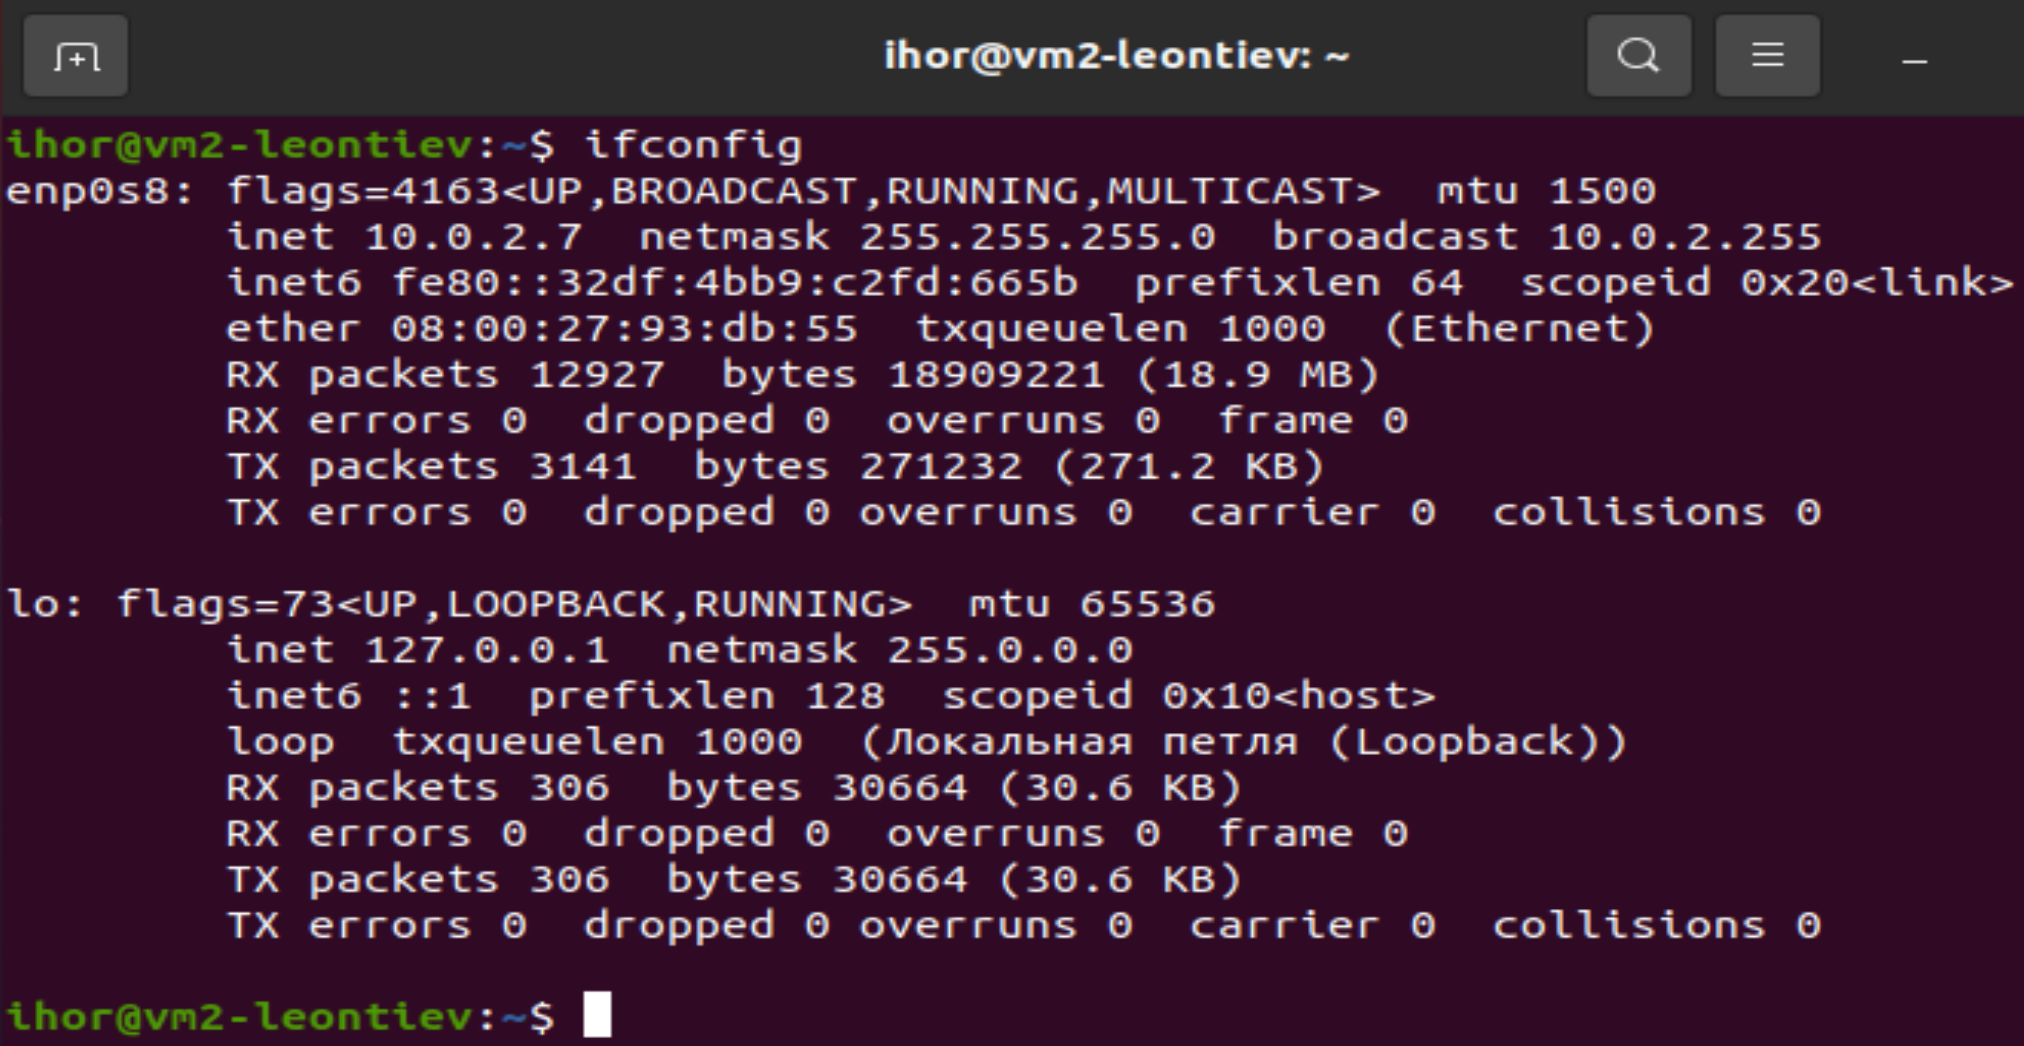 ihor@vm2-leontiev: ~
ihor@vm2-leontiev:~$ ifconfig
enp0s8: flags=4163<UP,BROADCAST,RUNNING,MULTICAST>  mtu 1500
        inet 10.0.2.7  netmask 255.255.255.0  broadcast 10.0.2.255
        inet6 fe80::32df:4bb9:c2fd:665b  prefixlen 64  scopeid 0x20<link>
        ether 08:00:27:93:db:55  txqueuelen 1000  (Ethernet)
        RX packets 12927  bytes 18909221 (18.9 MB)
        RX errors 0  dropped 0  overruns 0  frame 0
        TX packets 3141  bytes 271232 (271.2 KB)
        TX errors 0  dropped 0 overruns 0  carrier 0  collisions 0
lo: flags=73<UP,LOOPBACK,RUNNING>  mtu 65536
        inet 127.0.0.1  netmask 255.0.0.0
        inet6 ::1  prefixlen 128  scopeid 0x10<host>
        loop  txqueuelen 1000  (Локальная петля (Loopback))
        RX packets 306  bytes 30664 (30.6 KB)
        RX errors 0  dropped 0  overruns 0  frame 0
        TX packets 306  bytes 30664 (30.6 KB)
        TX errors 0  dropped 0 overruns 0  carrier 0  collisions 0
ihor@vm2-leontiev:~$